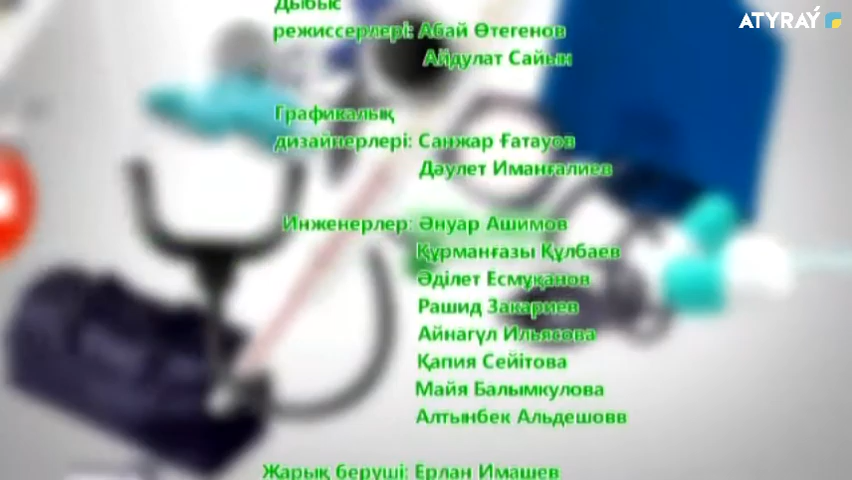 ATYRAÝ
Дыбыс
режиссерлері: Абай Өтегенов
Айдулат Сайын
Графикалық
дизайнерлері: Санжар Ғатауов
Дәулет Иманғалиев
Инженерлер: Әнуар Ашимов
Құрманғазы Құлбаев
Әділет Есмұқанов
Рашид Закариев
Айнагүл Ильясова
Қапия Сейітова
Майя Балымкулова
Алтынбек Альдешовв
Жарық беруші: Ерлан Имашев